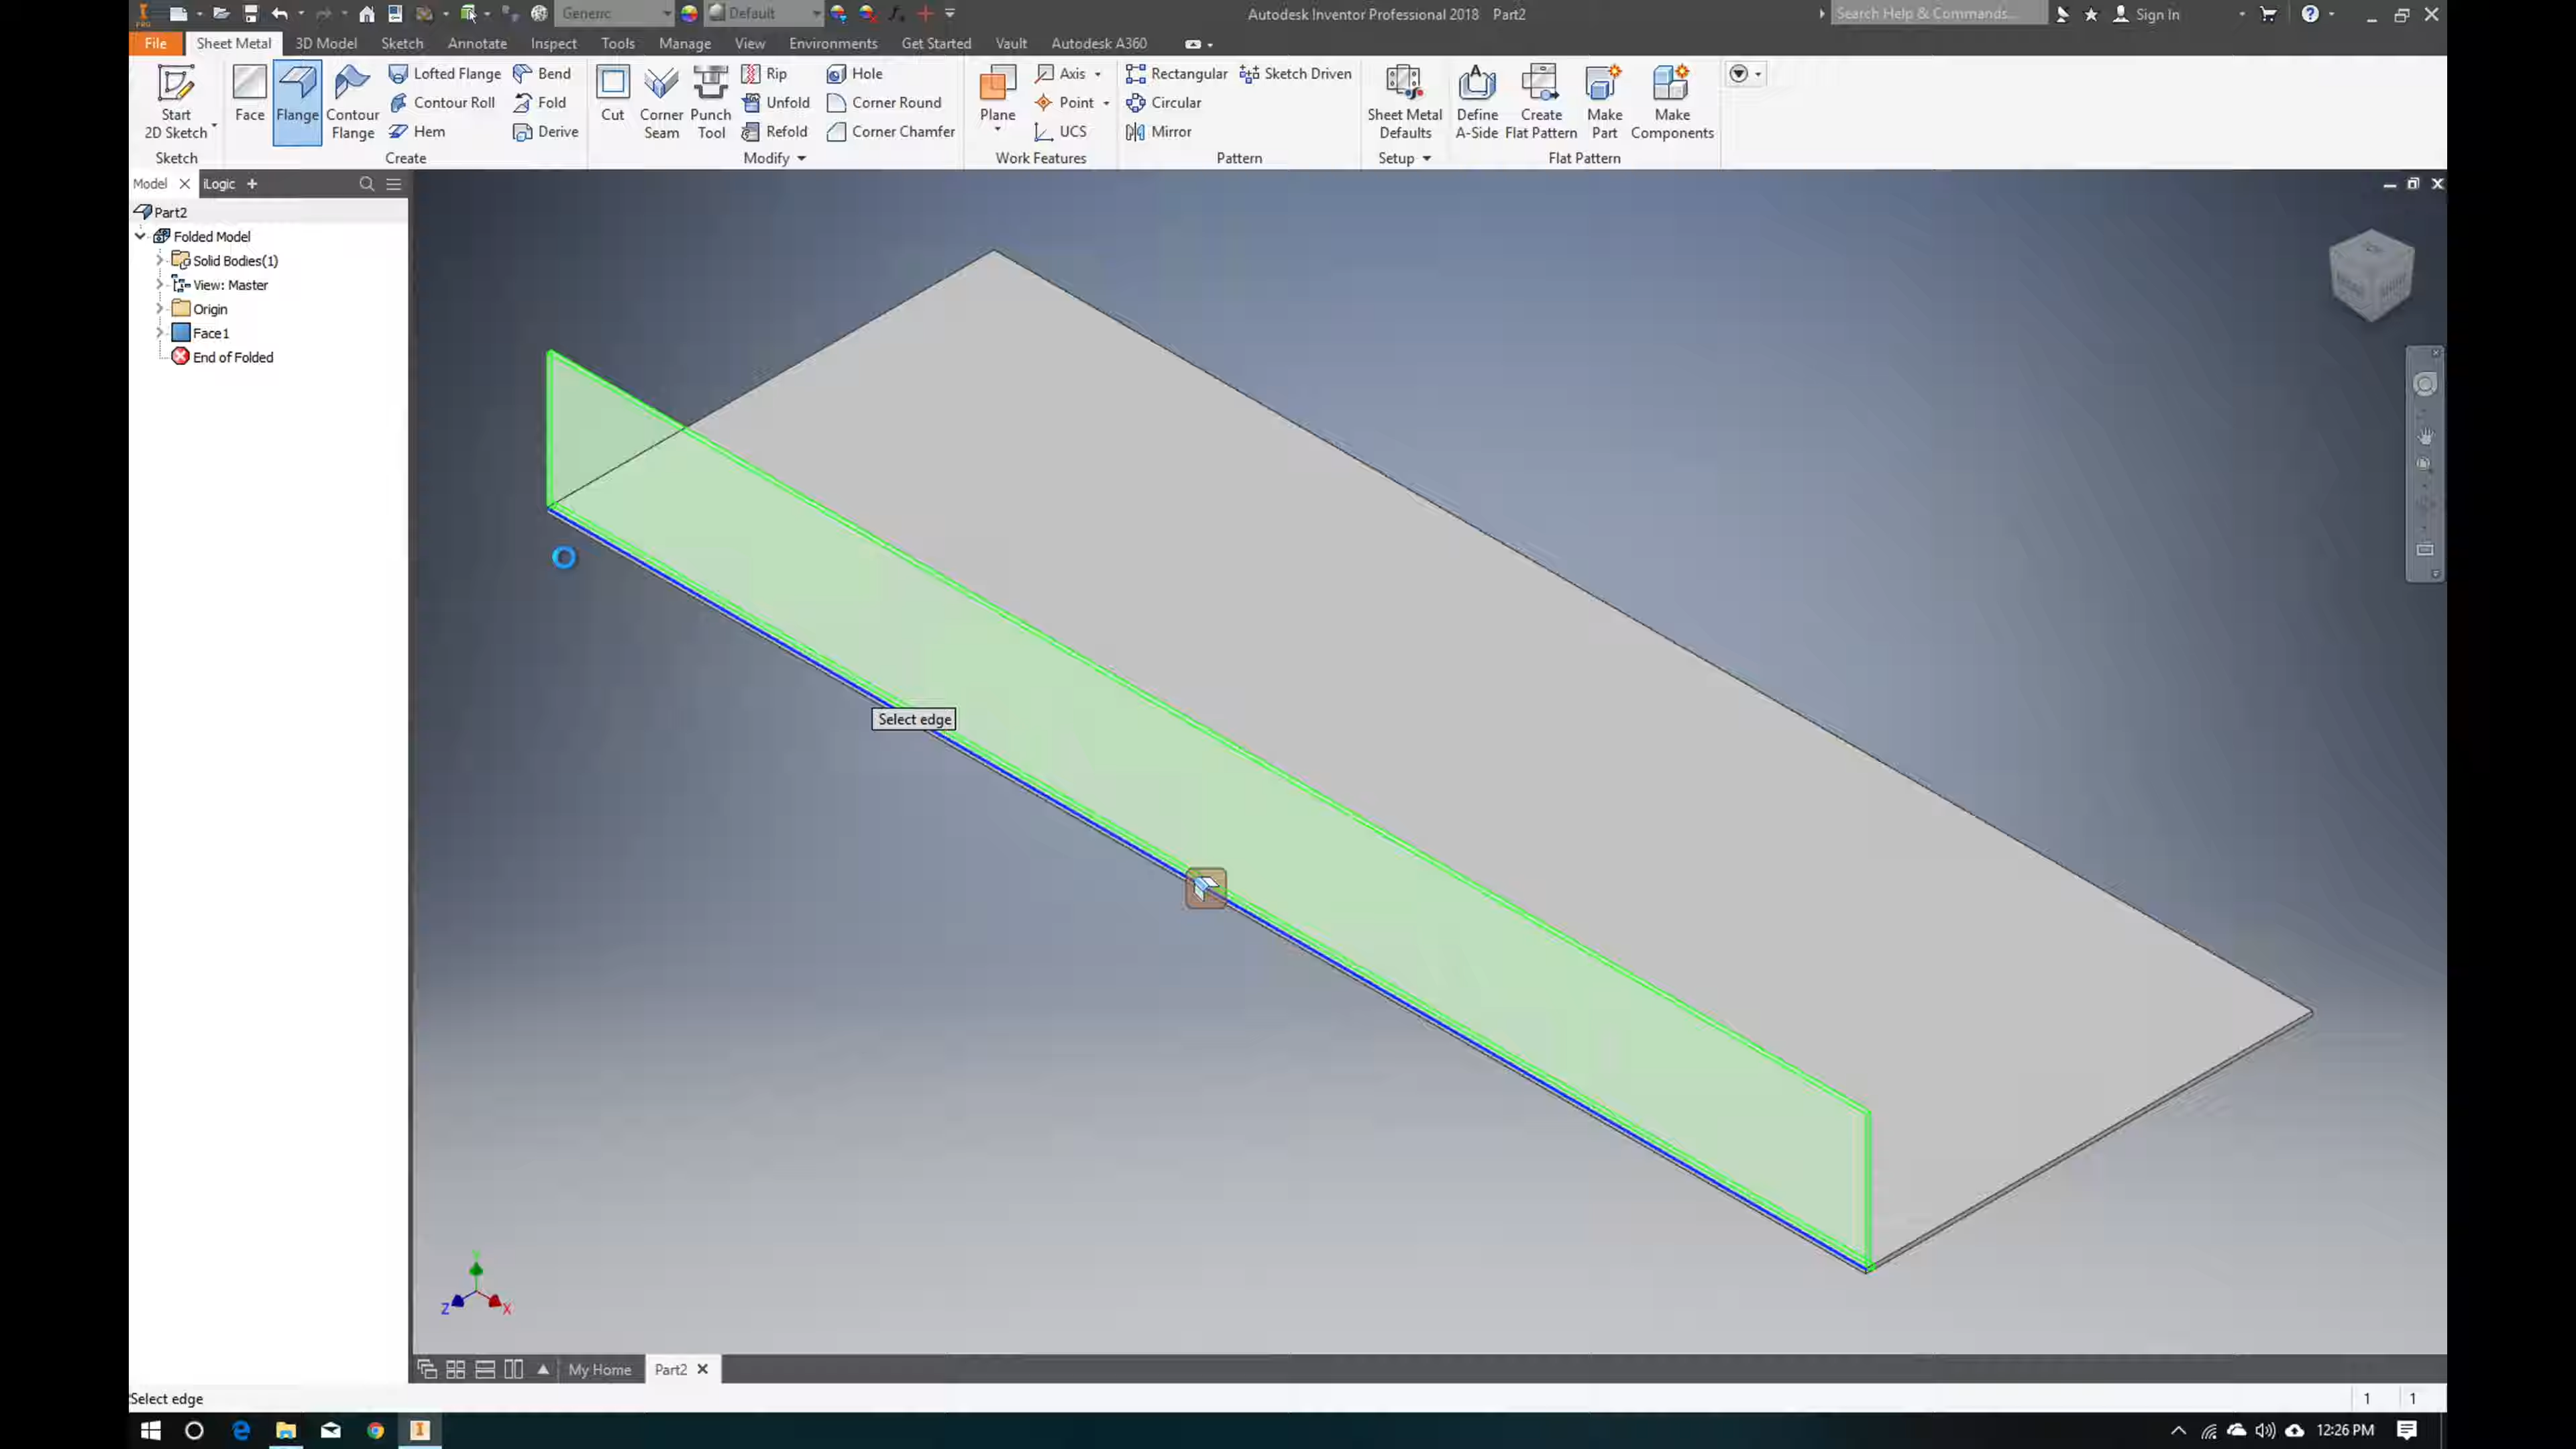 Generic
Default
Autodesk Inventor Professional 2018 Part2
Search Help & Commands...
Sign In
File Sheet Metal 3D Model Sketch Annotate Inspect Tools Manage View Environments Get Started Vault Autodesk A360
Start
2D Sketch
Sketch
Face
Flange
Contour
Flange
Lofted Flange
Contour Roll
Hem
Bend
Fold
Derive
Create
Cut
Corner
Seam
Punch
Tool
Rip
Unfold
Refold
Hole
Corner Round
Corner Chamfer
Modify
Plane
Axis
Point
UCS
Work Features
Rectangular
Circular
Mirror
Sketch Driven
Pattern
Sheet Metal
Defaults
Setup
Define
A-Side
Create
Flat Pattern
Make
Part
Make
Components
Flat Pattern
Model
iLogic
Part2
Folded Model
Solid Bodies(1)
View: Master
Origin
Face1
End of Folded
Select edge
Y
Z
X
My Home
Part2
Select edge
1
1
12:26 PM